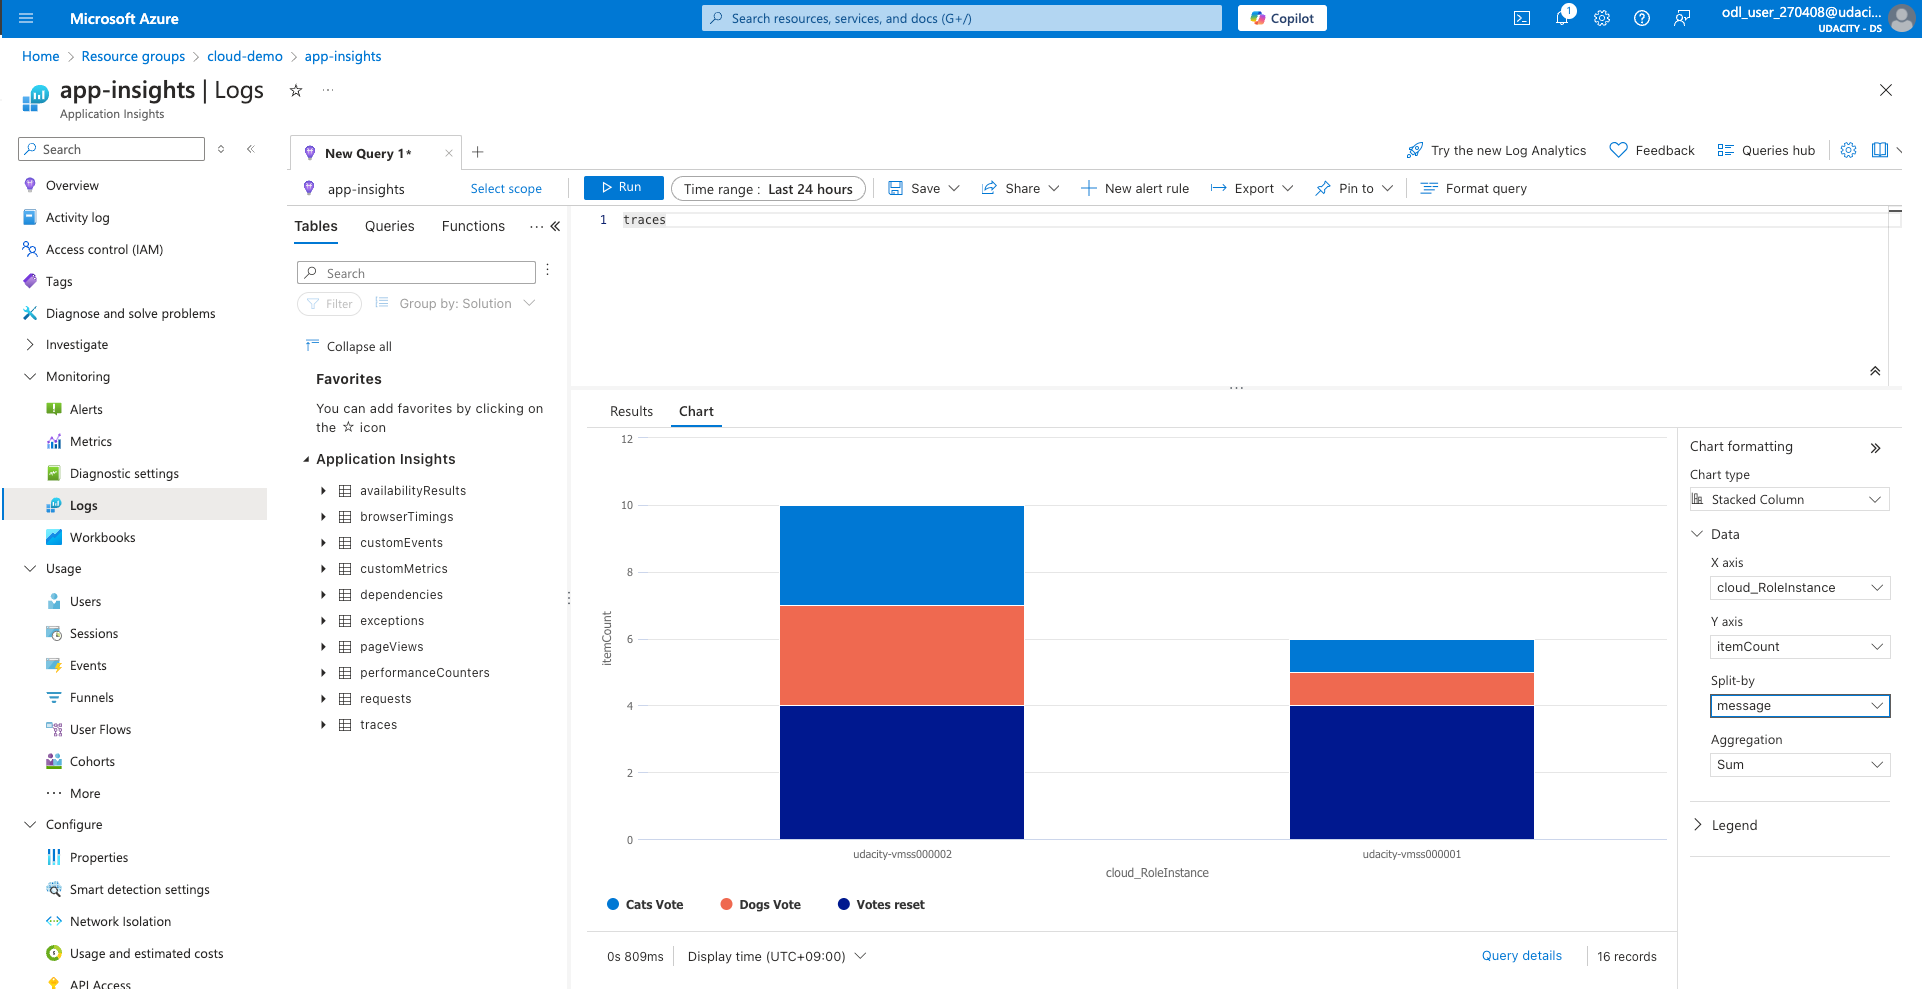 Microsoft Azure
Search resources, services, and docs (G+/)
Copilot
1
odl_user_270408@udaci...
UDACITY - DS
Home > Resource groups > cloud-demo > app-insights
app-insights | Logs
Application Insights
Search
Overview
Activity log
Access control (IAM)
Tags
Diagnose and solve problems
Investigate
Monitoring
Alerts
Metrics
Diagnostic settings
Logs
Workbooks
Usage
Users
Sessions
Events
Funnels
User Flows
Cohorts
More
Configure
Properties
Smart detection settings
Network Isolation
Usage and estimated costs
API Access
New Query 1*
Try the new Log Analytics
Feedback
Queries hub
app-insights
Select scope
Run
Time range : Last 24 hours
Save
Share
New alert rule
Export
Pin to
Format query
Tables
Queries
Functions
Search
Filter
Group by: Solution
Collapse all
Favorites
You can add favorites by clicking on
the ☆ icon
Application Insights
availabilityResults
browserTimings
customEvents
customMetrics
dependencies
exceptions
pageViews
performanceCounters
requests
traces
1 traces
Results
Chart
12
10
8
6
4
2
0
itemCount
udacity-vmss000002
udacity-vmss000001
cloud_RoleInstance
Cats Vote
Dogs Vote
Votes reset
0s 809ms
Display time (UTC+09:00)
Query details
16 records
Chart formatting
Chart type
Stacked Column
Data
X axis
cloud_RoleInstance
Y axis
itemCount
Split-by
message
Aggregation
Sum
Legend